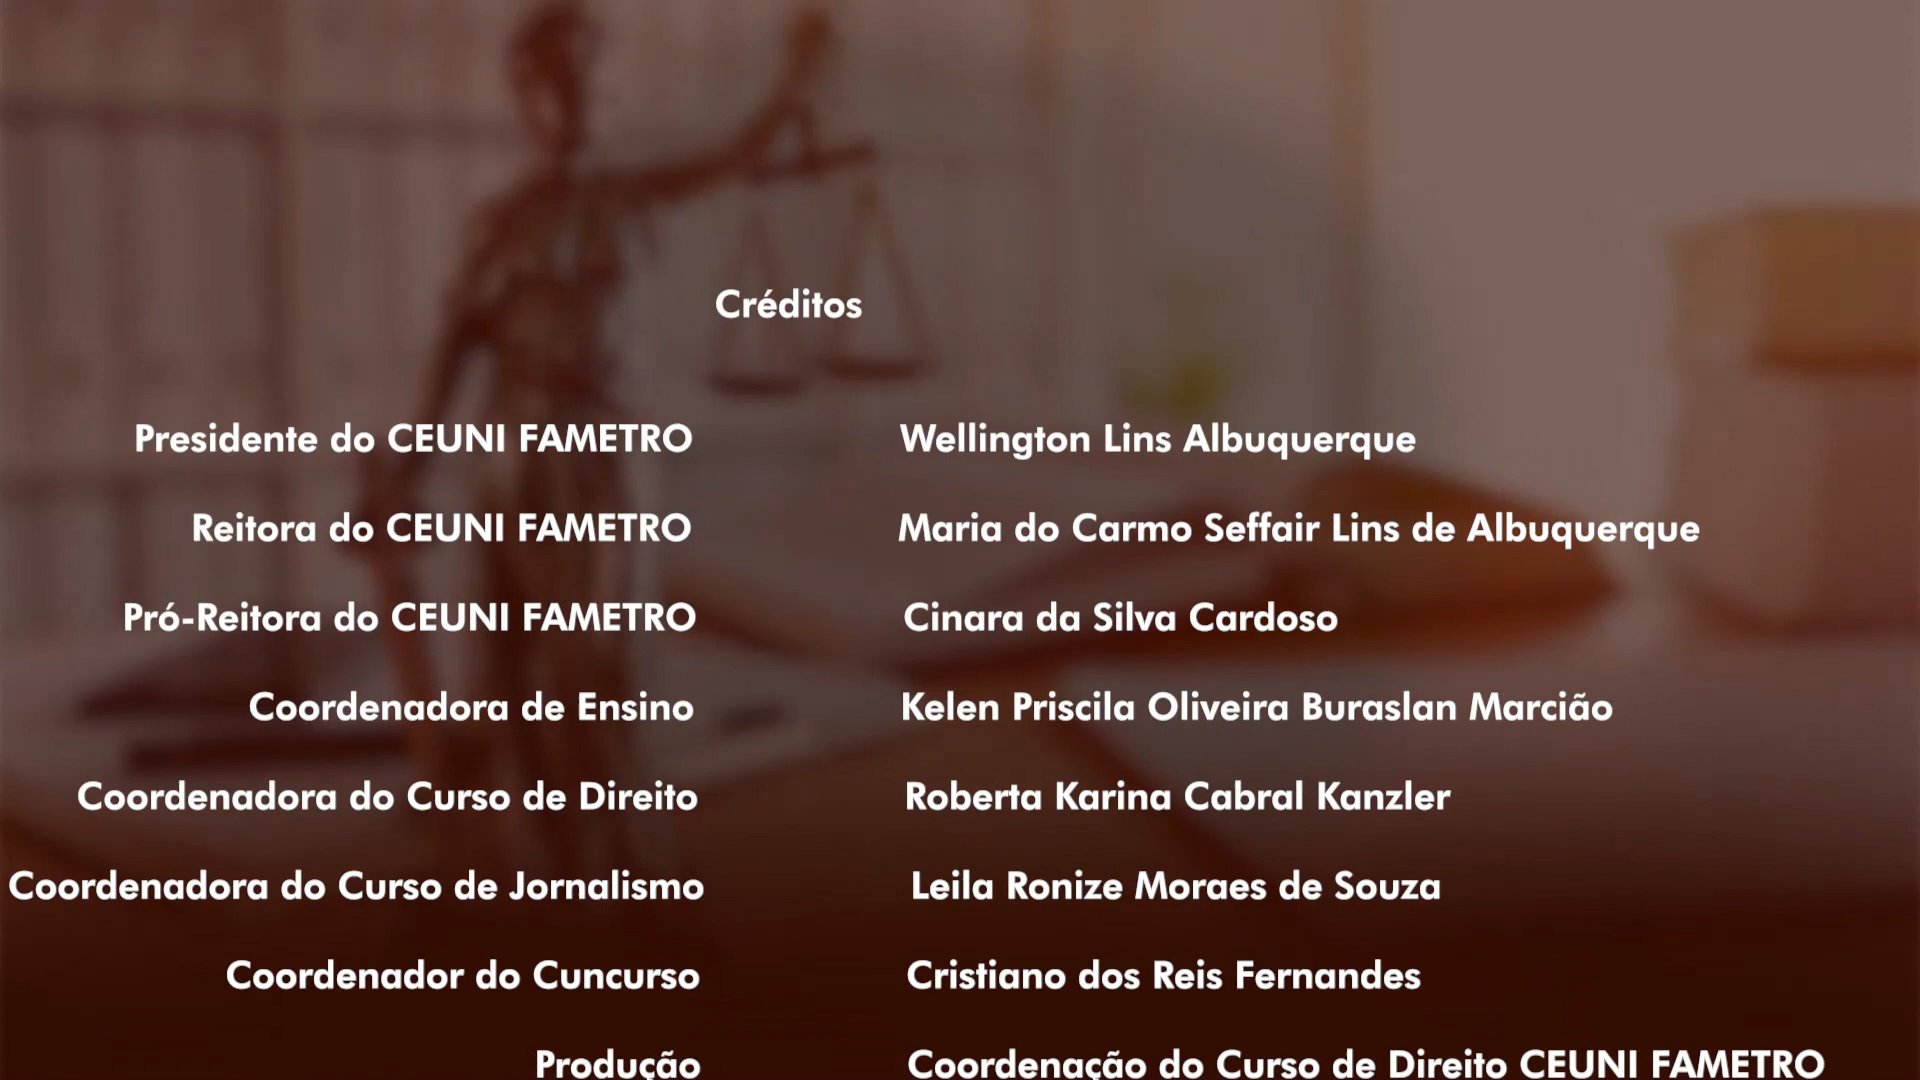 Créditos
Presidente do CEUNI FAMETRO Wellington Lins Albuquerque
Reitora do CEUNI FAMETRO Maria do Carmo Seffair Lins de Albuquerque
Pró-Reitora do CEUNI FAMETRO Cinara da Silva Cardoso
Coordenadora de Ensino Kelen Priscila Oliveira Buraslan Marcião
Coordenadora do Curso de Direito Roberta Karina Cabral Kanzler
Coordenadora do Curso de Jornalismo Leila Ronize Moraes de Souza
Coordenador do Cuncurso Cristiano dos Reis Fernandes
Produção Coordenação do Curso de Direito CEUNI FAMETRO